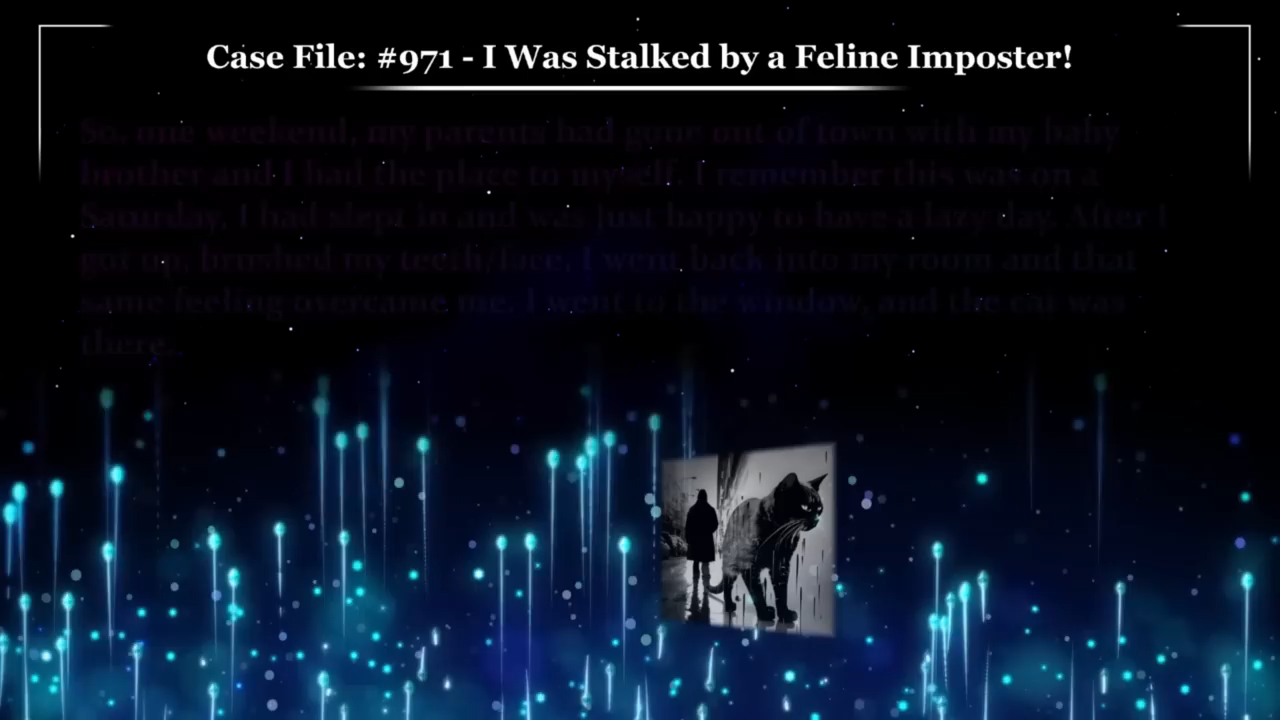 Case File: #971 - I Was Stalked by a Feline Imposter!
So, one weekend, my parents had gone out of town with my baby
brother and I had the place to myself. I remember this was on a
Saturday, I had slept in and was just happy to have a lazy day. After I
got up, brushed my teeth/face, I went back into my room and that
same feeling overcame me. I went to the window, and the cat was
there.